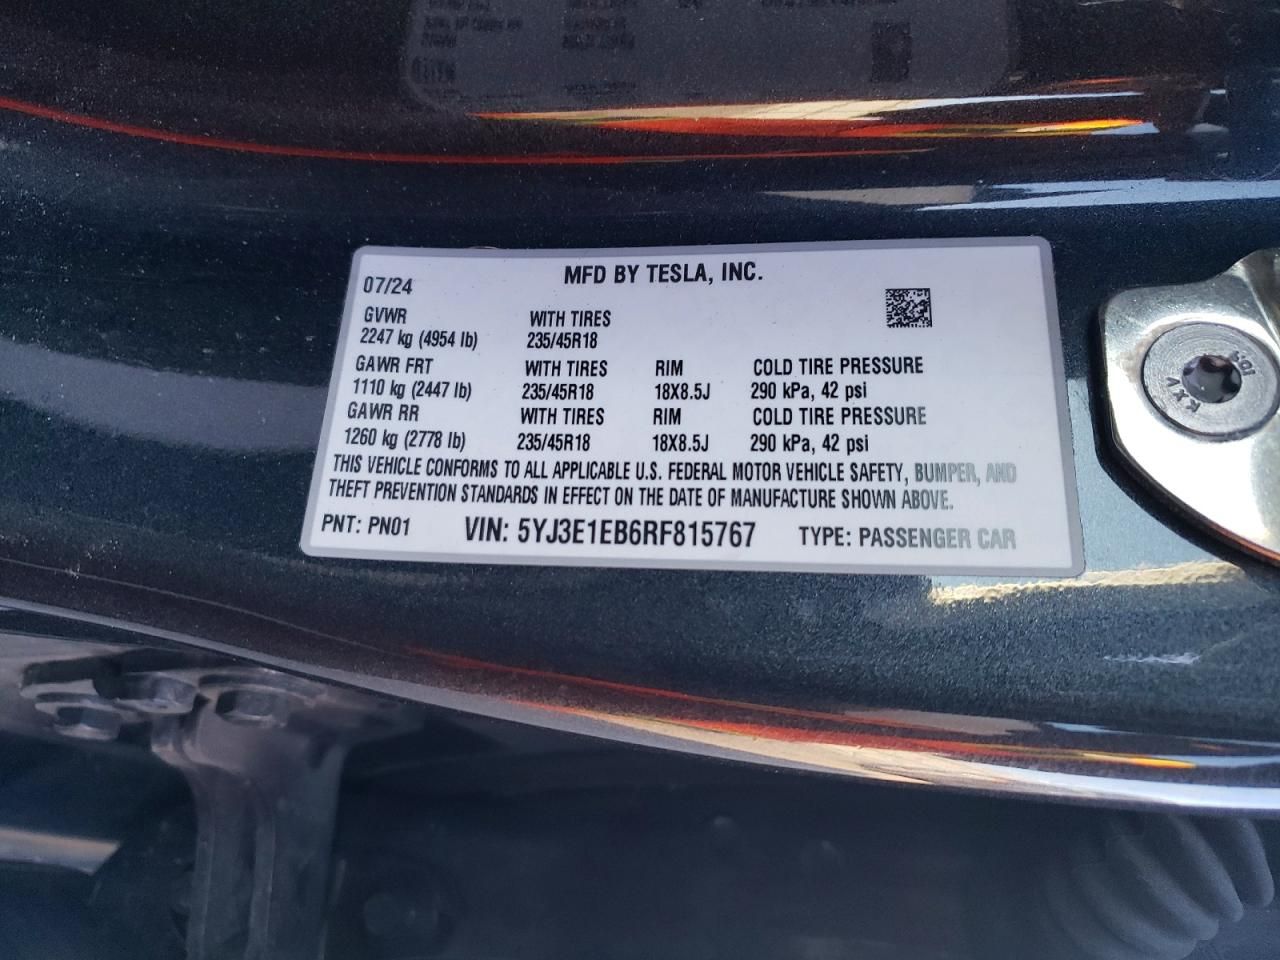 MFD BY TESLA, INC.
07/24
GVWR WITH TIRES
2247 kg (4954 lb) 235/45R18
GAWR FRT WITH TIRES RIM COLD TIRE PRESSURE
1110 kg (2447 lb) 235/45R18 18X8.5J 290 kPa, 42 psi
GAWR RR WITH TIRES RIM COLD TIRE PRESSURE
1260 kg (2778 lb) 235/45R18 18X8.5J 290 kPa, 42 psi
THIS VEHICLE CONFORMS TO ALL APPLICABLE U.S. FEDERAL MOTOR VEHICLE SAFETY, BUMPER, AND
THEFT PREVENTION STANDARDS IN EFFECT ON THE DATE OF MANUFACTURE SHOWN ABOVE.
PNT: PN01 VIN: 5YJ3E1EB6RF815767 TYPE: PASSENGER CAR
KXV